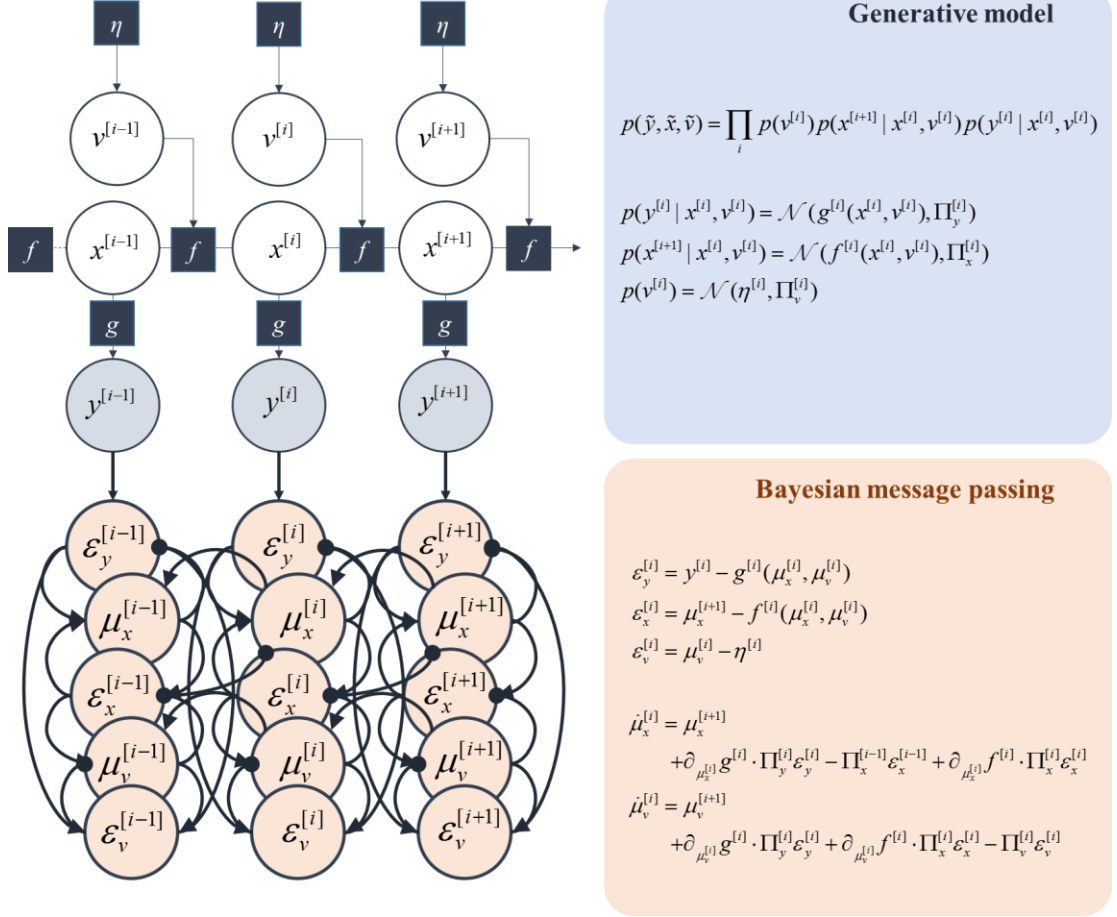 η η η
v^{[i-1]} v^{[i]} v^{[i+1]}
f x^{[i-1]} f x^{[i]} f x^{[i+1]} f
g g g
y^{[i-1]} y^{[i]} y^{[i+1]}
ε_y^{[i-1]} ε_y^{[i]} ε_y^{[i+1]}
μ_x^{[i-1]} μ_x^{[i]} μ_x^{[i+1]}
ε_x^{[i-1]} ε_x^{[i]} ε_x^{[i+1]}
μ_v^{[i-1]} μ_v^{[i]} μ_v^{[i+1]}
ε_v^{[i-1]} ε_v^{[i]} ε_v^{[i+1]}
Generative model
p(ỹ, x̃, ṽ) = ∏_i p(v^{[i]}) p(x^{[i+1]} | x^{[i]}, v^{[i]}) p(y^{[i]} | x^{[i]}, v^{[i]})
p(y^{[i]} | x^{[i]}, v^{[i]}) = 𝒩(g^{[i]}(x^{[i]}, v^{[i]}), Π_y^{[i]})
p(x^{[i+1]} | x^{[i]}, v^{[i]}) = 𝒩(f^{[i]}(x^{[i]}, v^{[i]}), Π_x^{[i]})
p(v^{[i]}) = 𝒩(η^{[i]}, Π_v^{[i]})
Bayesian message passing
ε_y^{[i]} = y^{[i]} − g^{[i]}(μ_x^{[i]}, μ_v^{[i]})
ε_x^{[i]} = μ_x^{[i+1]} − f^{[i]}(μ_x^{[i]}, μ_v^{[i]})
ε_v^{[i]} = μ_v^{[i]} − η^{[i]}
μ̇_x^{[i]} = μ_x^{[i+1]}
+∂_{μ_x^{[i]}} g^{[i]} · Π_y^{[i]} ε_y^{[i]} − Π_x^{[i-1]} ε_x^{[i-1]} + ∂_{μ_x^{[i]}} f^{[i]} · Π_x^{[i]} ε_x^{[i]}
μ̇_v^{[i]} = μ_v^{[i+1]}
+∂_{μ_v^{[i]}} g^{[i]} · Π_y^{[i]} ε_y^{[i]} + ∂_{μ_v^{[i]}} f^{[i]} · Π_x^{[i]} ε_x^{[i]} − Π_v^{[i]} ε_v^{[i]}